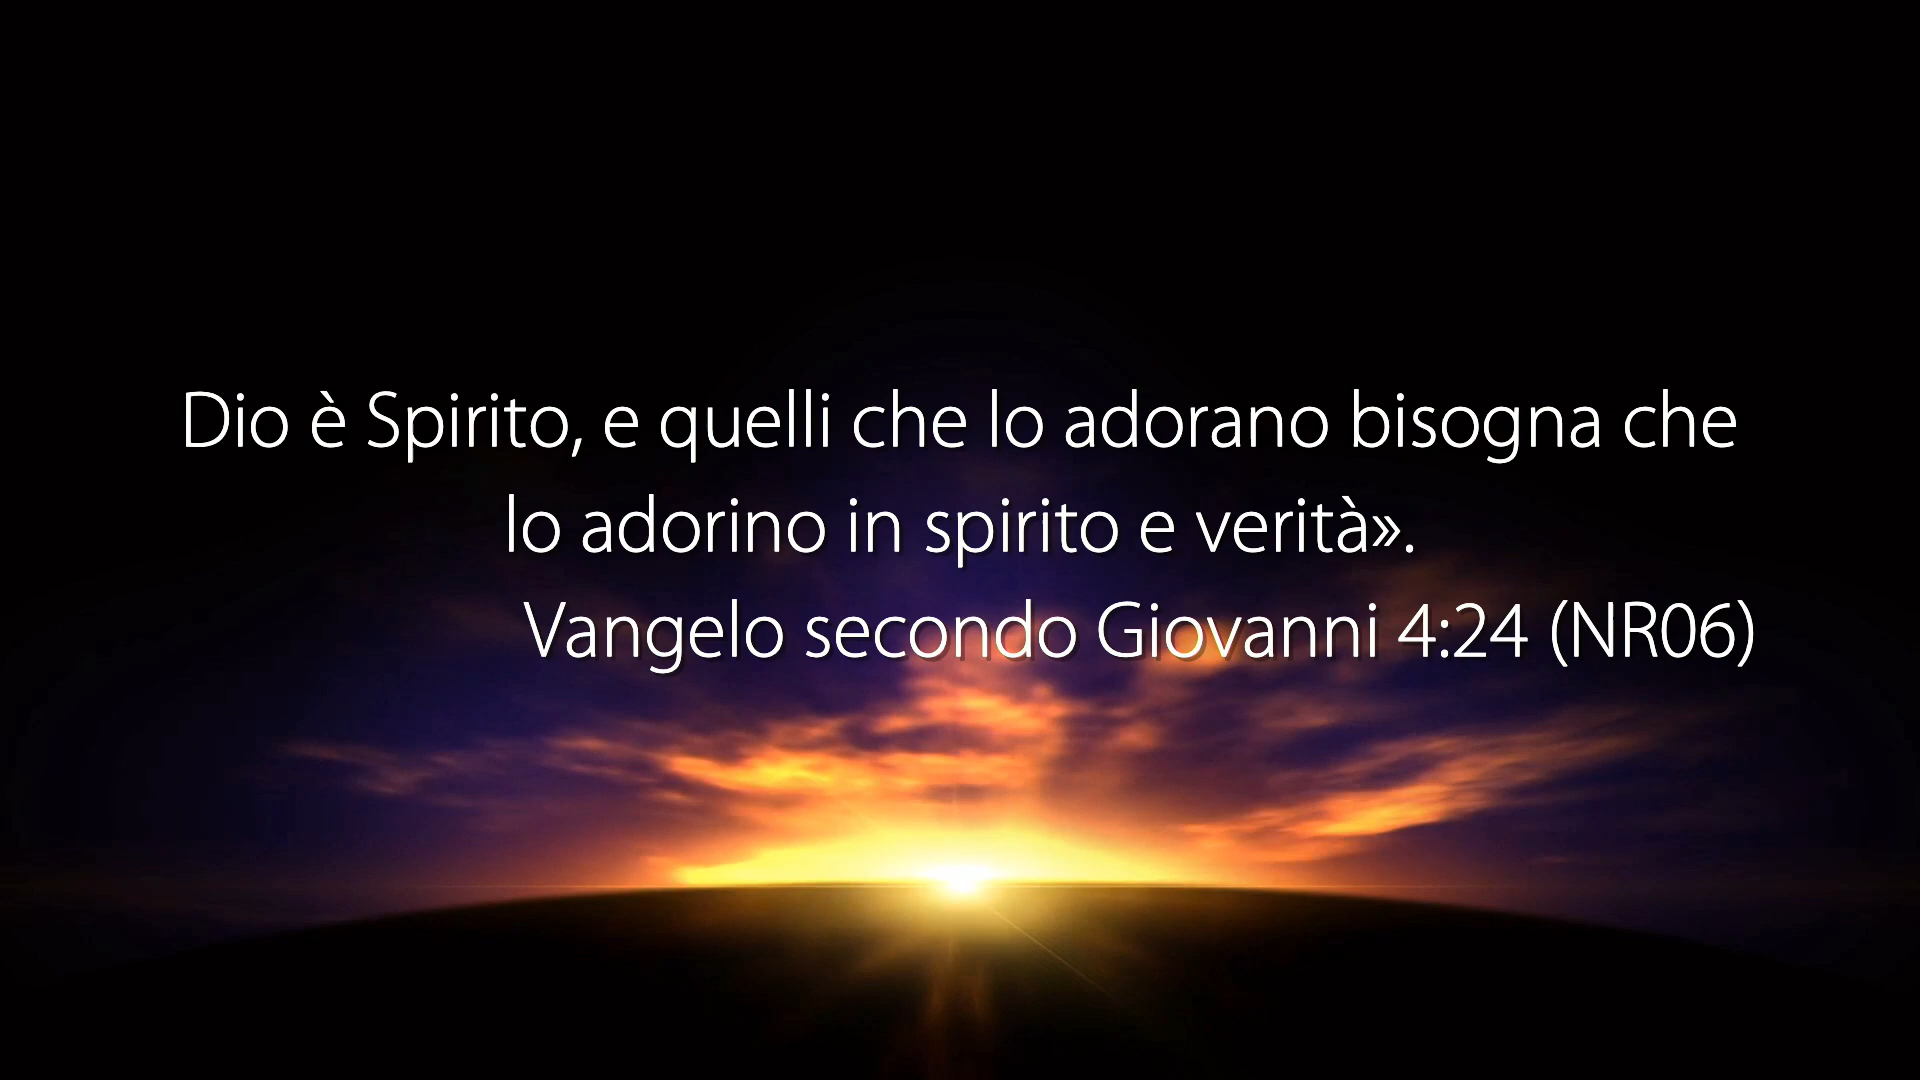 Dio è Spirito, e quelli che lo adorano bisogna che
lo adorino in spirito e verità».
Vangelo secondo Giovanni 4:24 (NR06)